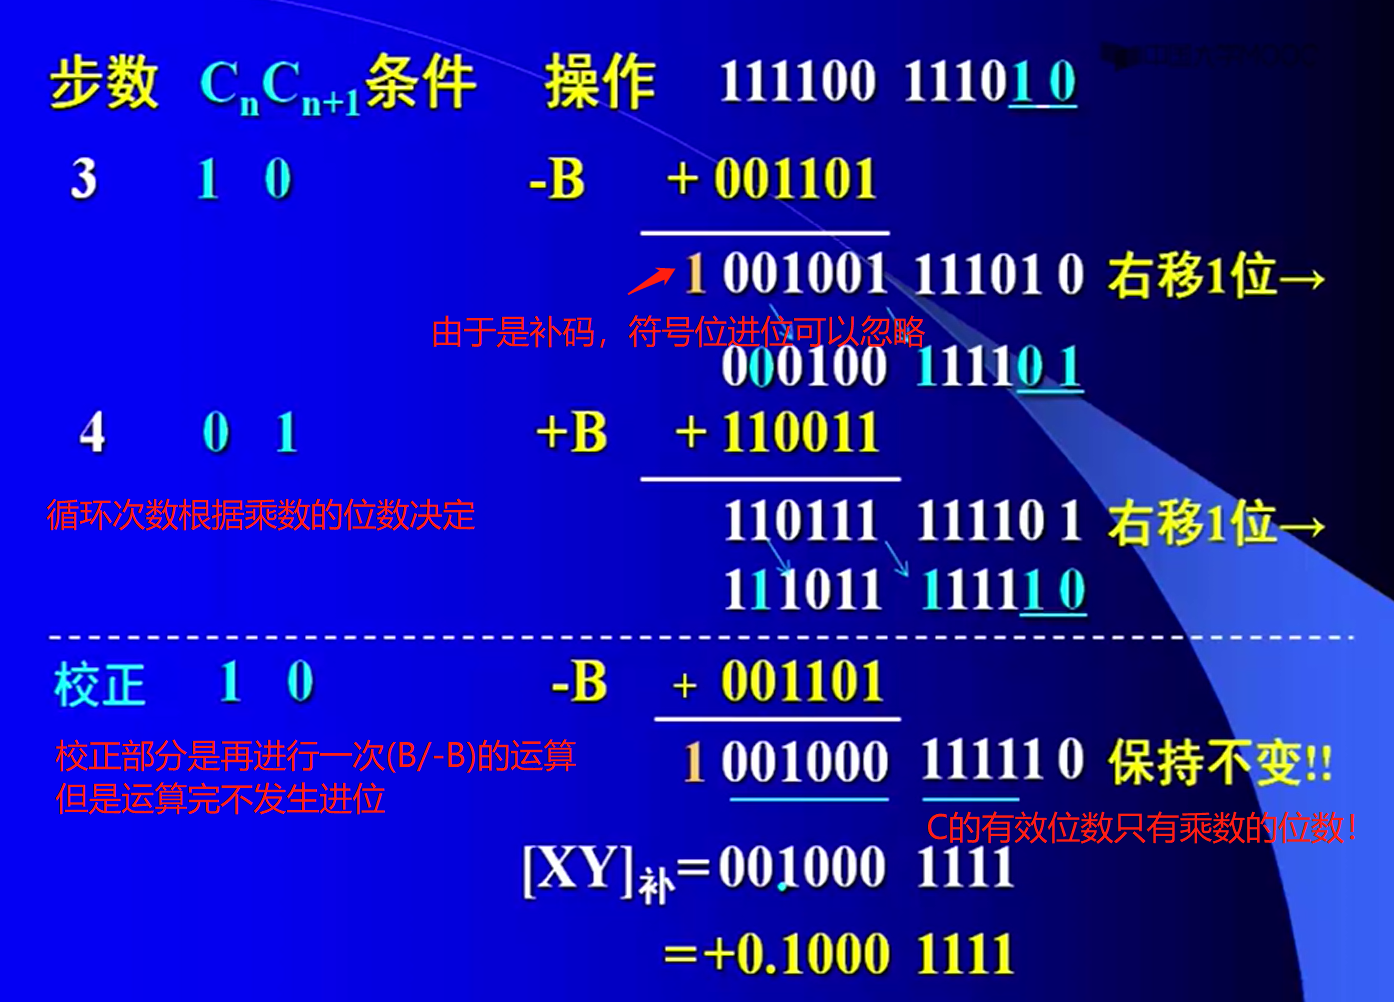 步数 CnCn+1条件 操作 111100 111010
3 1 0 -B + 001101
1 001001 11101 0 右移1位→
由于是补码，符号位进位可以忽略
000100 111101
4 0 1 +B + 110011
循环次数根据乘数的位数决定
110111 11110 1 右移1位→
111011 111110
校正 1 0 -B + 001101
校正部分是再进行一次(B/-B)的运算
但是运算完不发生进位
1 001000 11111 0 保持不变!!
C的有效位数只有乘数的位数!
[XY]补=001000 1111
=+0.1000 1111